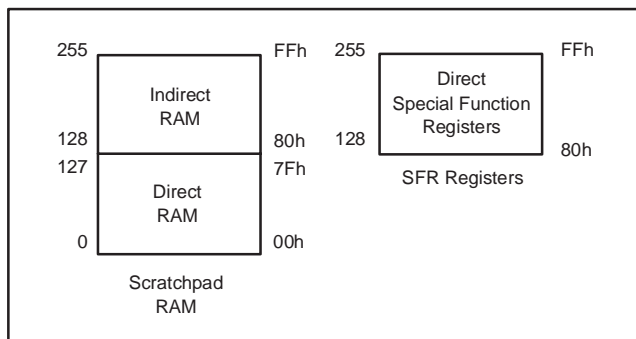 255
FFh
Indirect
RAM
128
80h
127
7Fh
Direct
RAM
0
00h
Scratchpad
RAM
255
FFh
Direct
Special Function
Registers
128
80h
SFR Registers